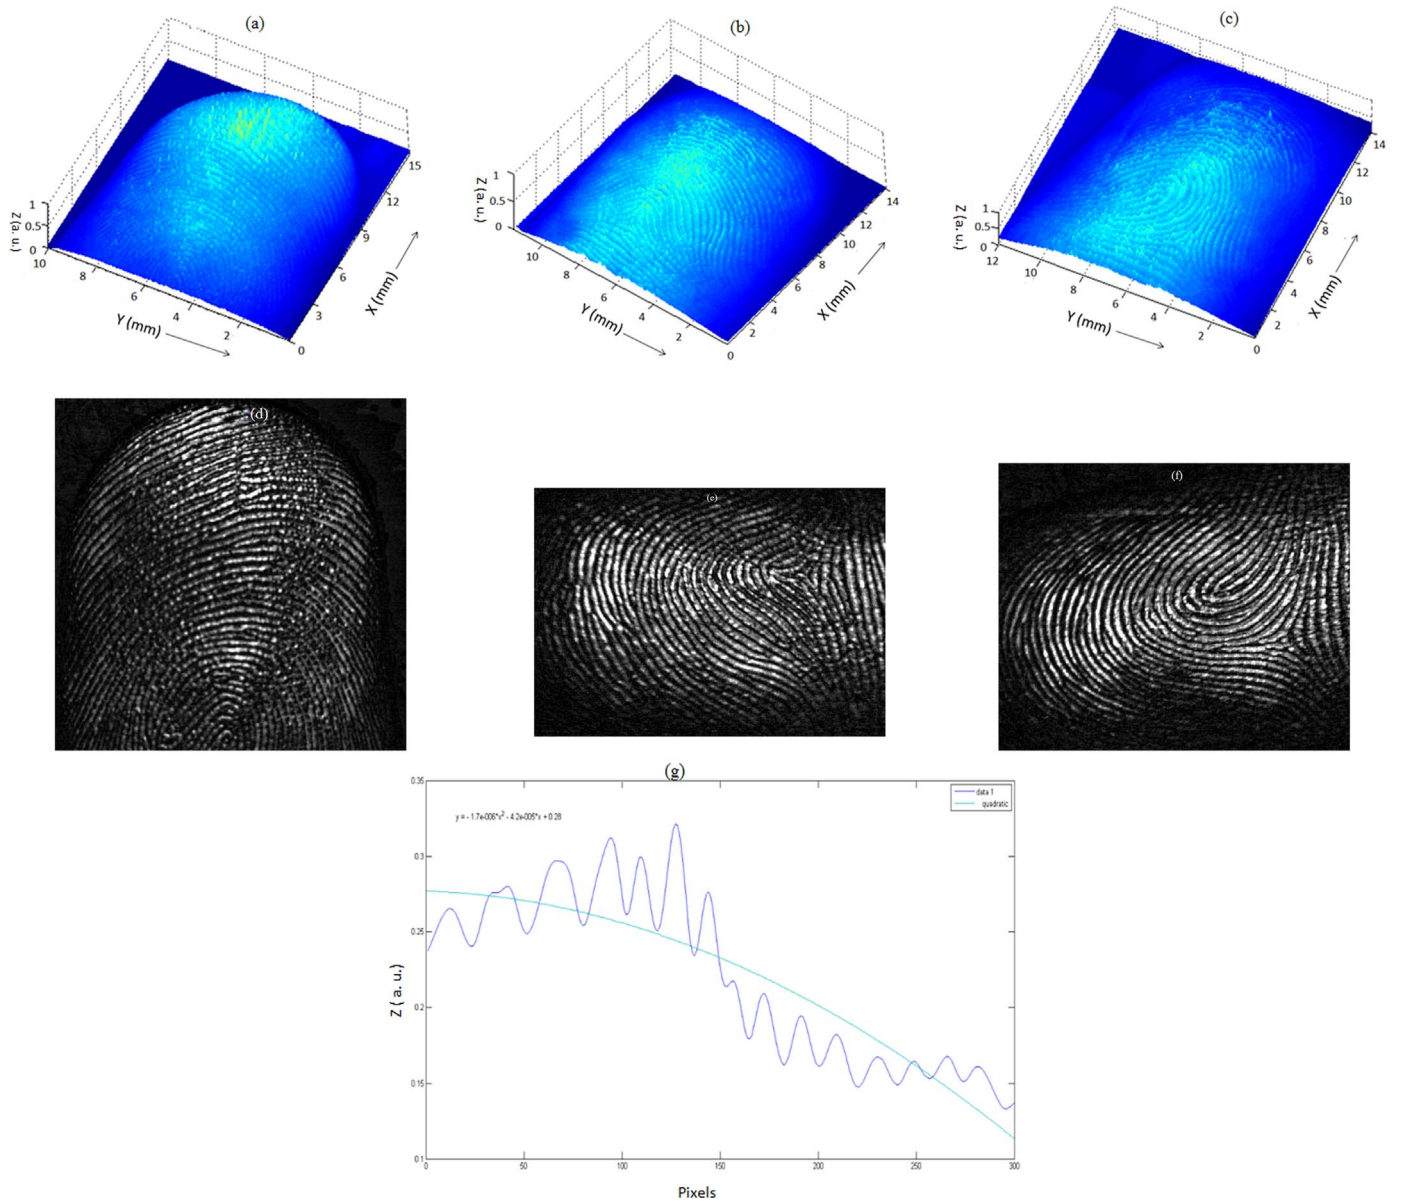 (a)
(b)
(c)
1
0.5
0
Z (a. u.)
10
8
6
4
2
0
Y (mm)
3
6
9
12
15
X (mm)
1
0.5
0
Z (a. u.)
10
8
6
4
2
0
Y (mm)
2
4
6
8
10
12
14
X (mm)
1
0.5
0
Z (a. u.)
12
10
8
6
4
2
0
Y (mm)
2
4
6
8
10
12
14
X (mm)
(d)
(e)
(f)
(g)
0.35
0.3
0.25
0.2
0.15
0.1
Z ( a. u.)
y = - 1.7e-006*x² - 4.2e-005*x + 0.28
data 1
quadratic
0 50 100 150 200 250 300
Pixels